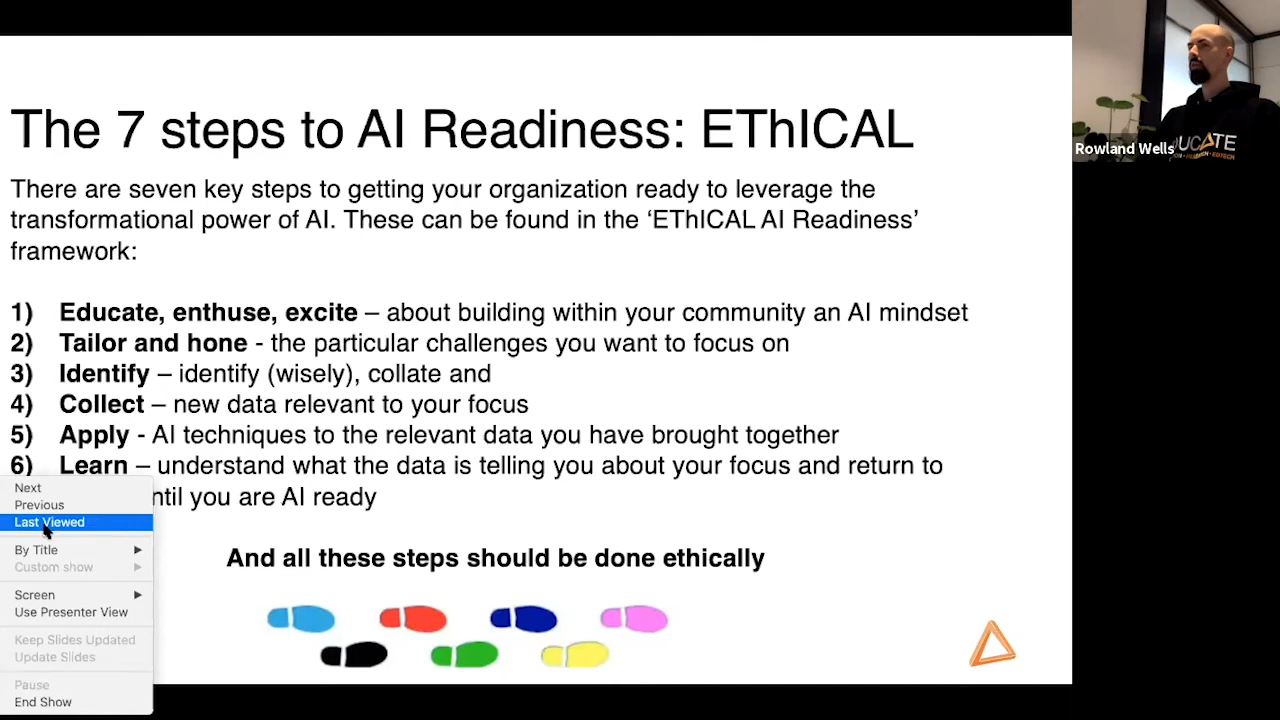 The 7 steps to AI Readiness: EThICAL
There are seven key steps to getting your organization ready to leverage the
transformational power of AI. These can be found in the ‘EThICAL AI Readiness’
framework:
1) Educate, enthuse, excite – about building within your community an AI mindset
2) Tailor and hone - the particular challenges you want to focus on
3) Identify – identify (wisely), collate and
4) Collect – new data relevant to your focus
5) Apply - AI techniques to the relevant data you have brought together
6) Learn – understand what the data is telling you about your focus and return to
ntil you are AI ready
And all these steps should be done ethically
Next
Previous
Last Viewed
By Title
Custom show
Screen
Use Presenter View
Keep Slides Updated
Update Slides
Pause
End Show
Rowland Wells
UCATE